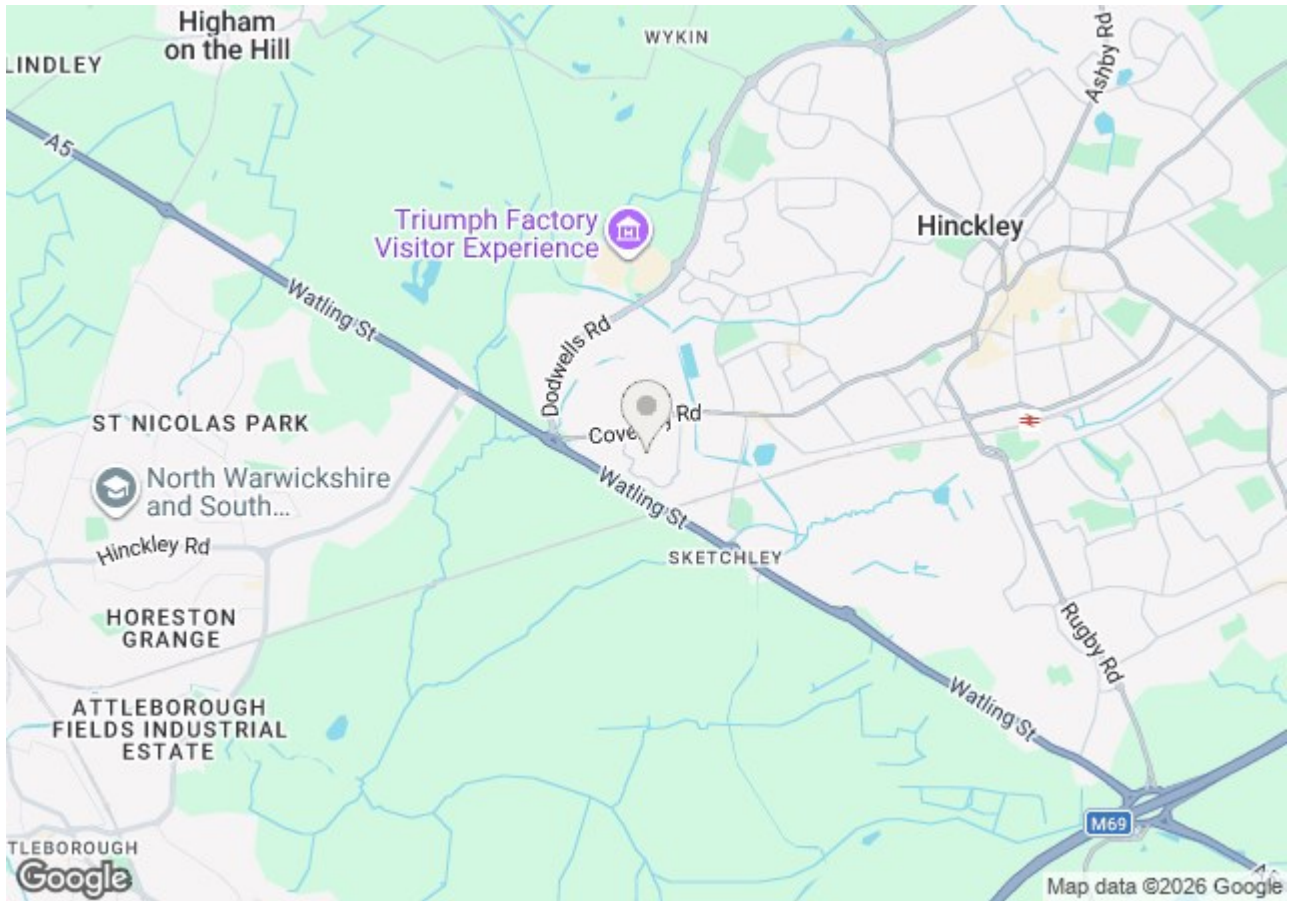 Higham
on the Hill
WYKIN
LINDLEY
Ashby Rd
A5
Triumph Factory
Visitor Experience
Hinckley
Watling St
Dodwells Rd
Rd
ST NICOLAS PARK
North Warwickshire
and South...
Watling St
SKETCHLEY
Hinckley Rd
HORESTON
GRANGE
Rugby Rd
ATTLEBOROUGH
FIELDS INDUSTRIAL
ESTATE
Watling St
M69
TLEBOROUGH
Google
Map data ©2026 Google